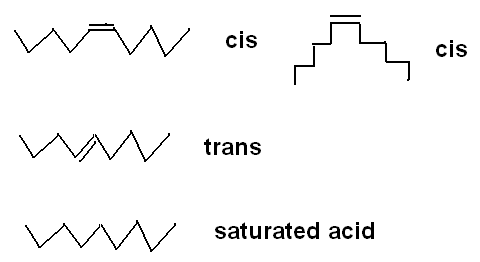 cis
cis
trans
saturated acid